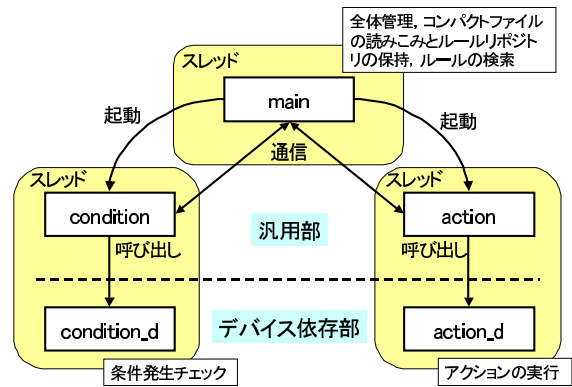 全体管理, コンパクトファイル
の読みこみとルールリポジト
リの保持, ルールの検索
スレッド
main
起動
起動
通信
スレッド
スレッド
condition
action
汎用部
呼び出し
呼び出し
condition_d
デバイス依存部
action_d
条件発生チェック
アクションの実行